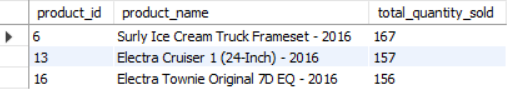 product_id product_name total_quantity_sold
6 Surly Ice Cream Truck Frameset - 2016 167
13 Electra Cruiser 1 (24-Inch) - 2016 157
16 Electra Townie Original 7D EQ - 2016 156